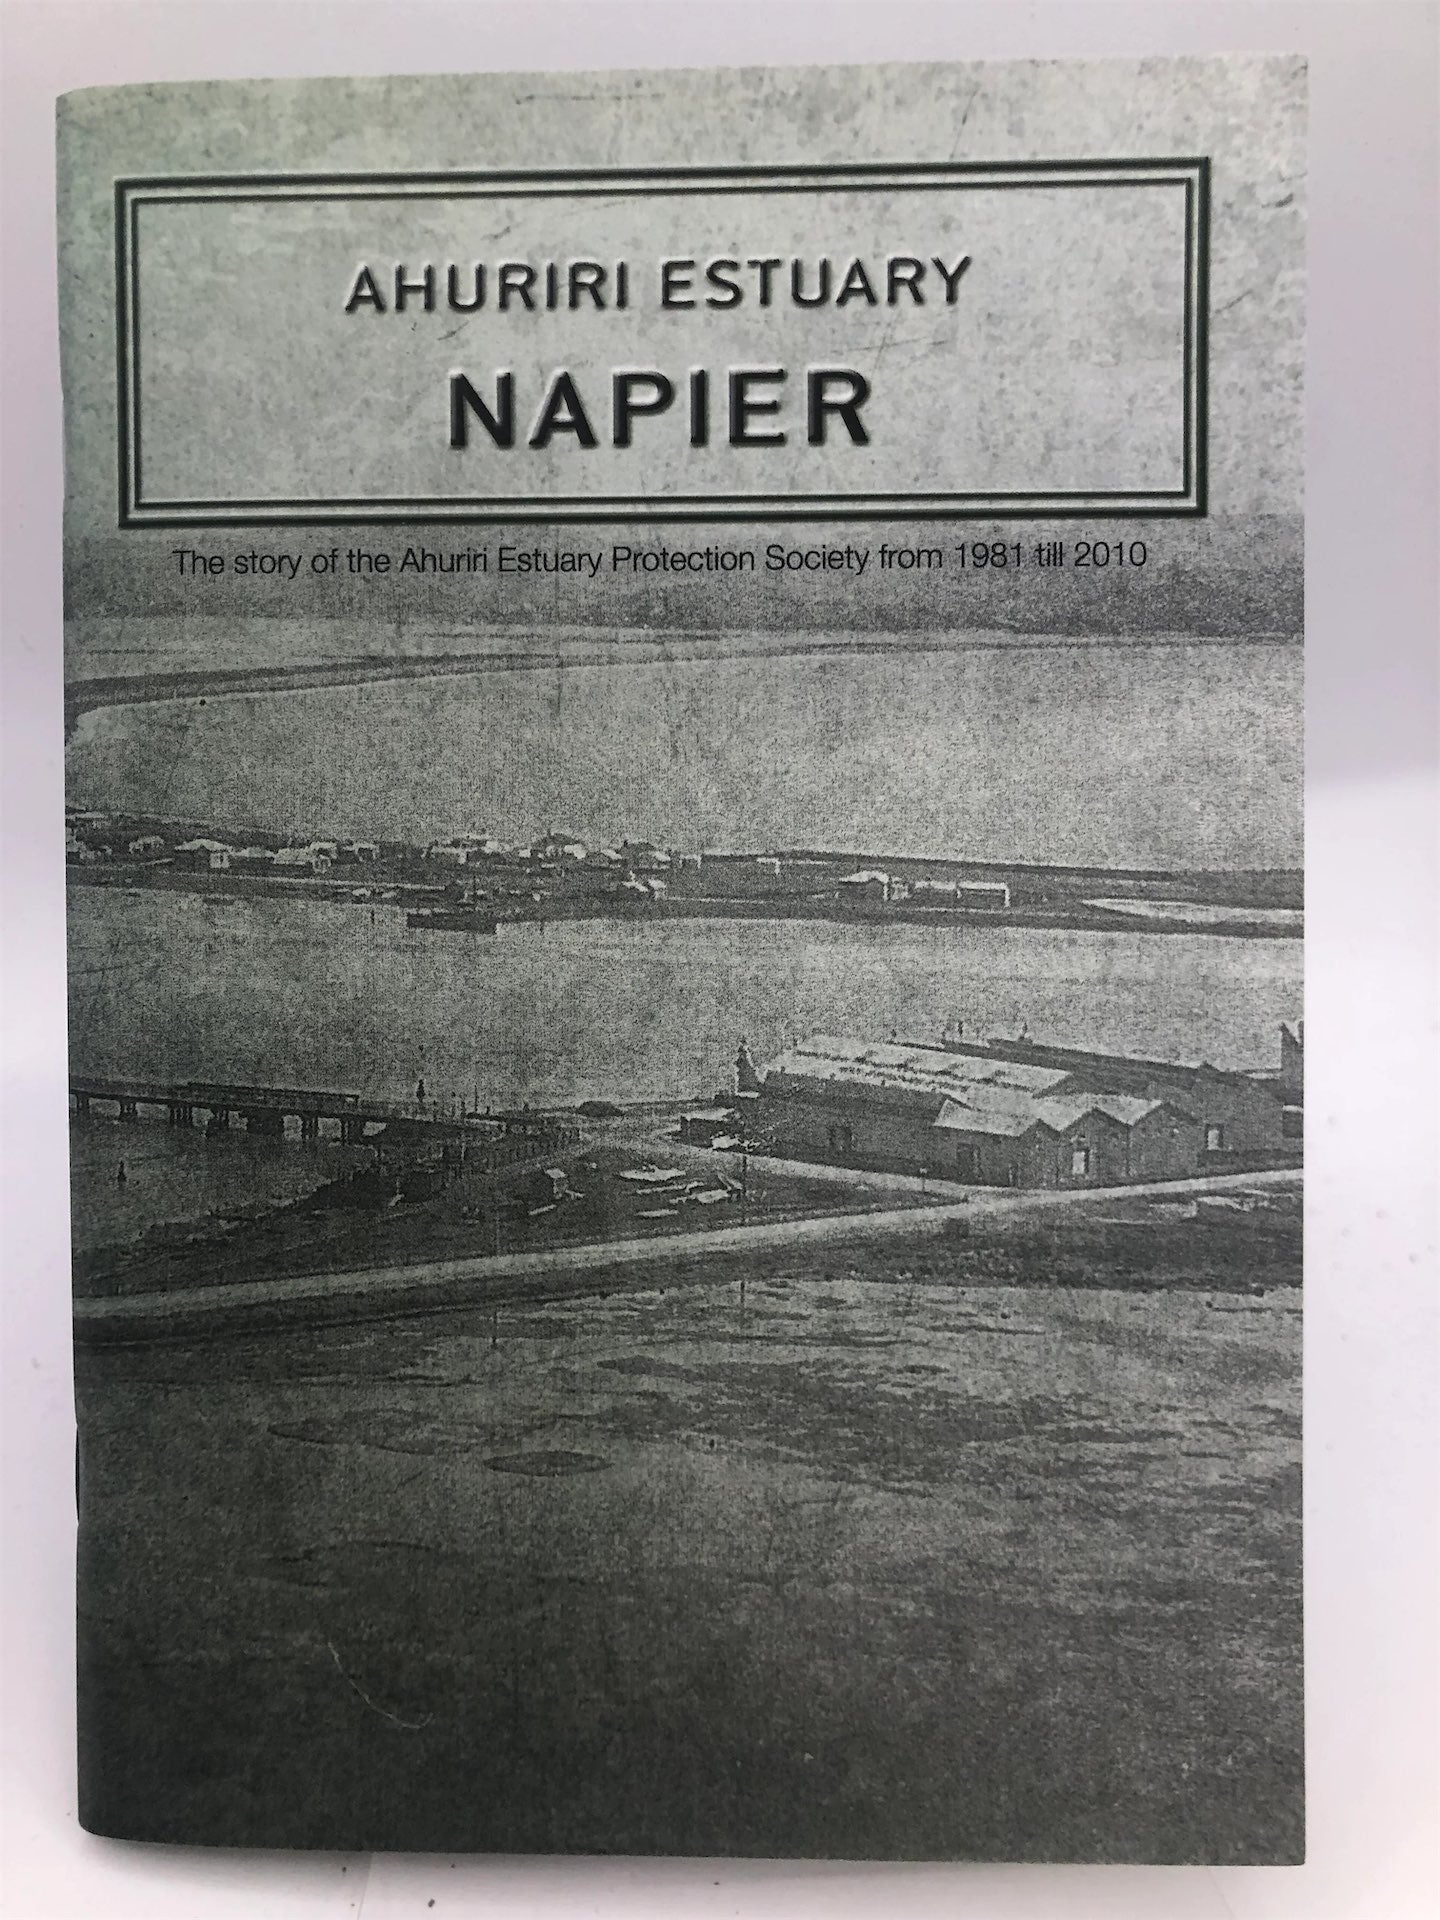 AHURIRI ESTUARY
NAPIER
The story of the Ahuriri Estuary Protection Society from 1981 till 2010